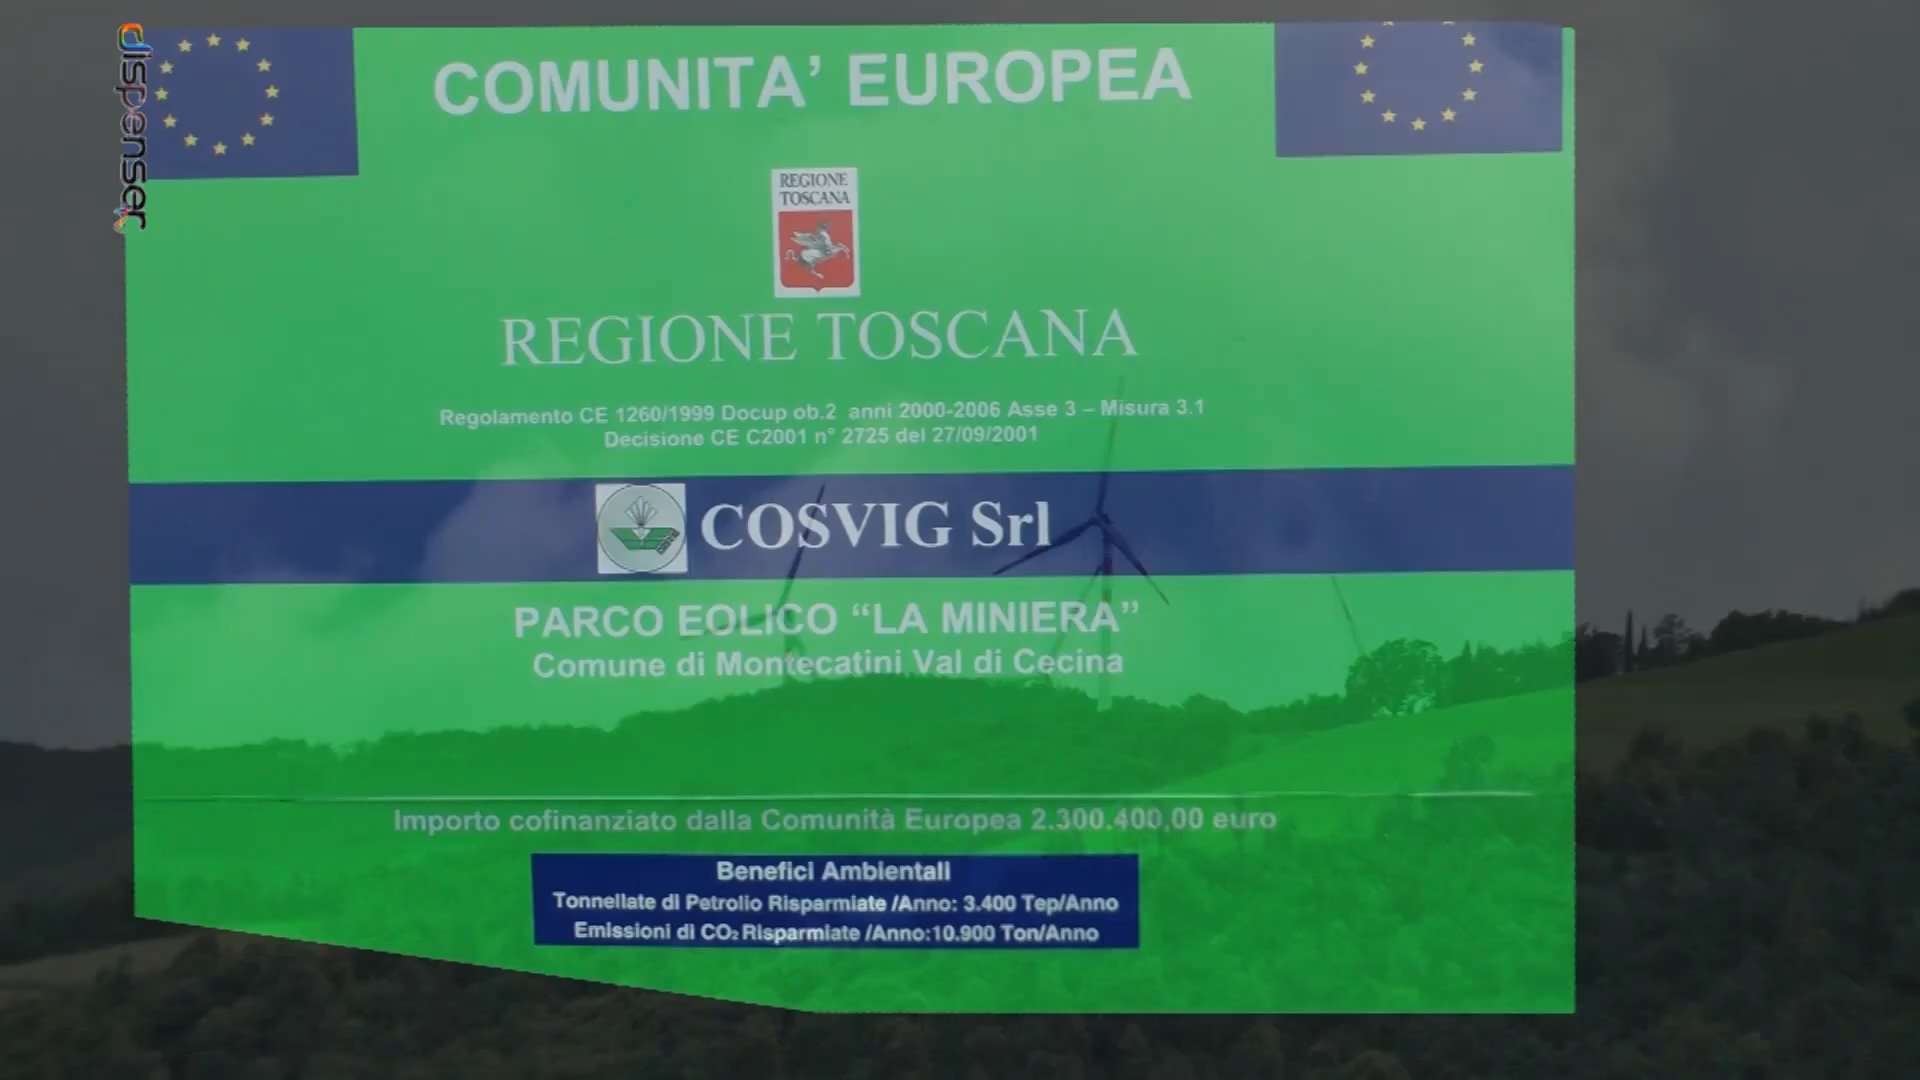 dispenser
COMUNITA' EUROPEA
REGIONE
TOSCANA
REGIONE TOSCANA
Regolamento CE 1260/1999 Docup ob.2 anni 2000-2006 Asse 3 – Misura 3.1
Decisione CE C2001 n° 2725 del 27/09/2001
COSVIG Srl
PARCO EOLICO “LA MINIERA”
Comune di Montecatini Val di Cecina
Importo cofinanziato dalla Comunità Europea 2.300.400,00 euro
Benefici Ambientali
Tonnellate di Petrolio Risparmiate /Anno: 3.400 Tep/Anno
Emissioni di CO₂ Risparmiate /Anno:10.900 Ton/Anno